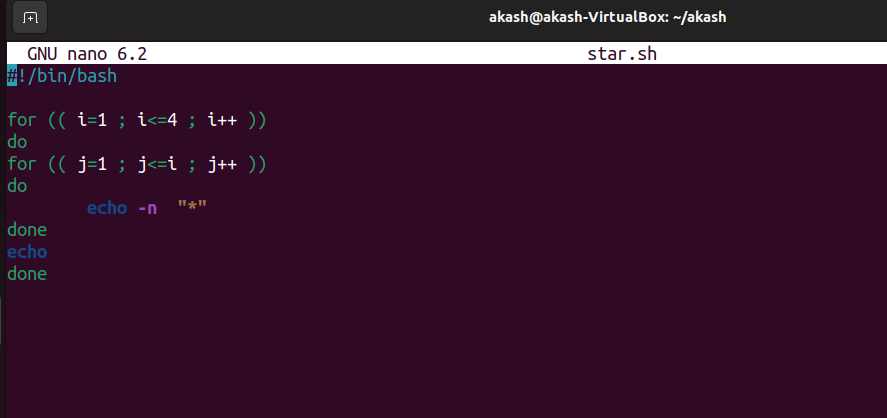 akash@akash-VirtualBox: ~/akash
GNU nano 6.2 star.sh
#!/bin/bash
for (( i=1 ; i<=4 ; i++ ))
do
for (( j=1 ; j<=i ; j++ ))
do
echo -n  "*"
done
echo
done